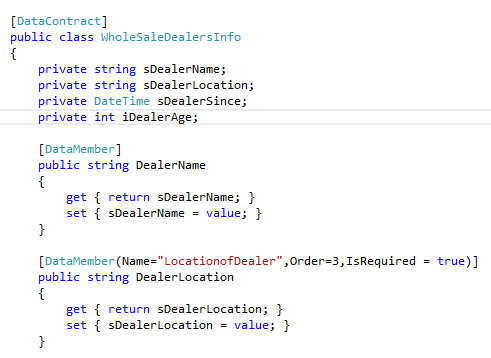 [DataContract]
public class WholeSaleDealersInfo
{
    private string sDealerName;
    private string sDealerLocation;
    private DateTime sDealerSince;
    private int iDealerAge;
    [DataMember]
    public string DealerName
    {
        get { return sDealerName; }
        set { sDealerName = value; }
    }
    [DataMember(Name="LocationofDealer",Order=3,IsRequired = true)]
    public string DealerLocation
    {
        get { return sDealerLocation; }
        set { sDealerLocation = value; }
    }